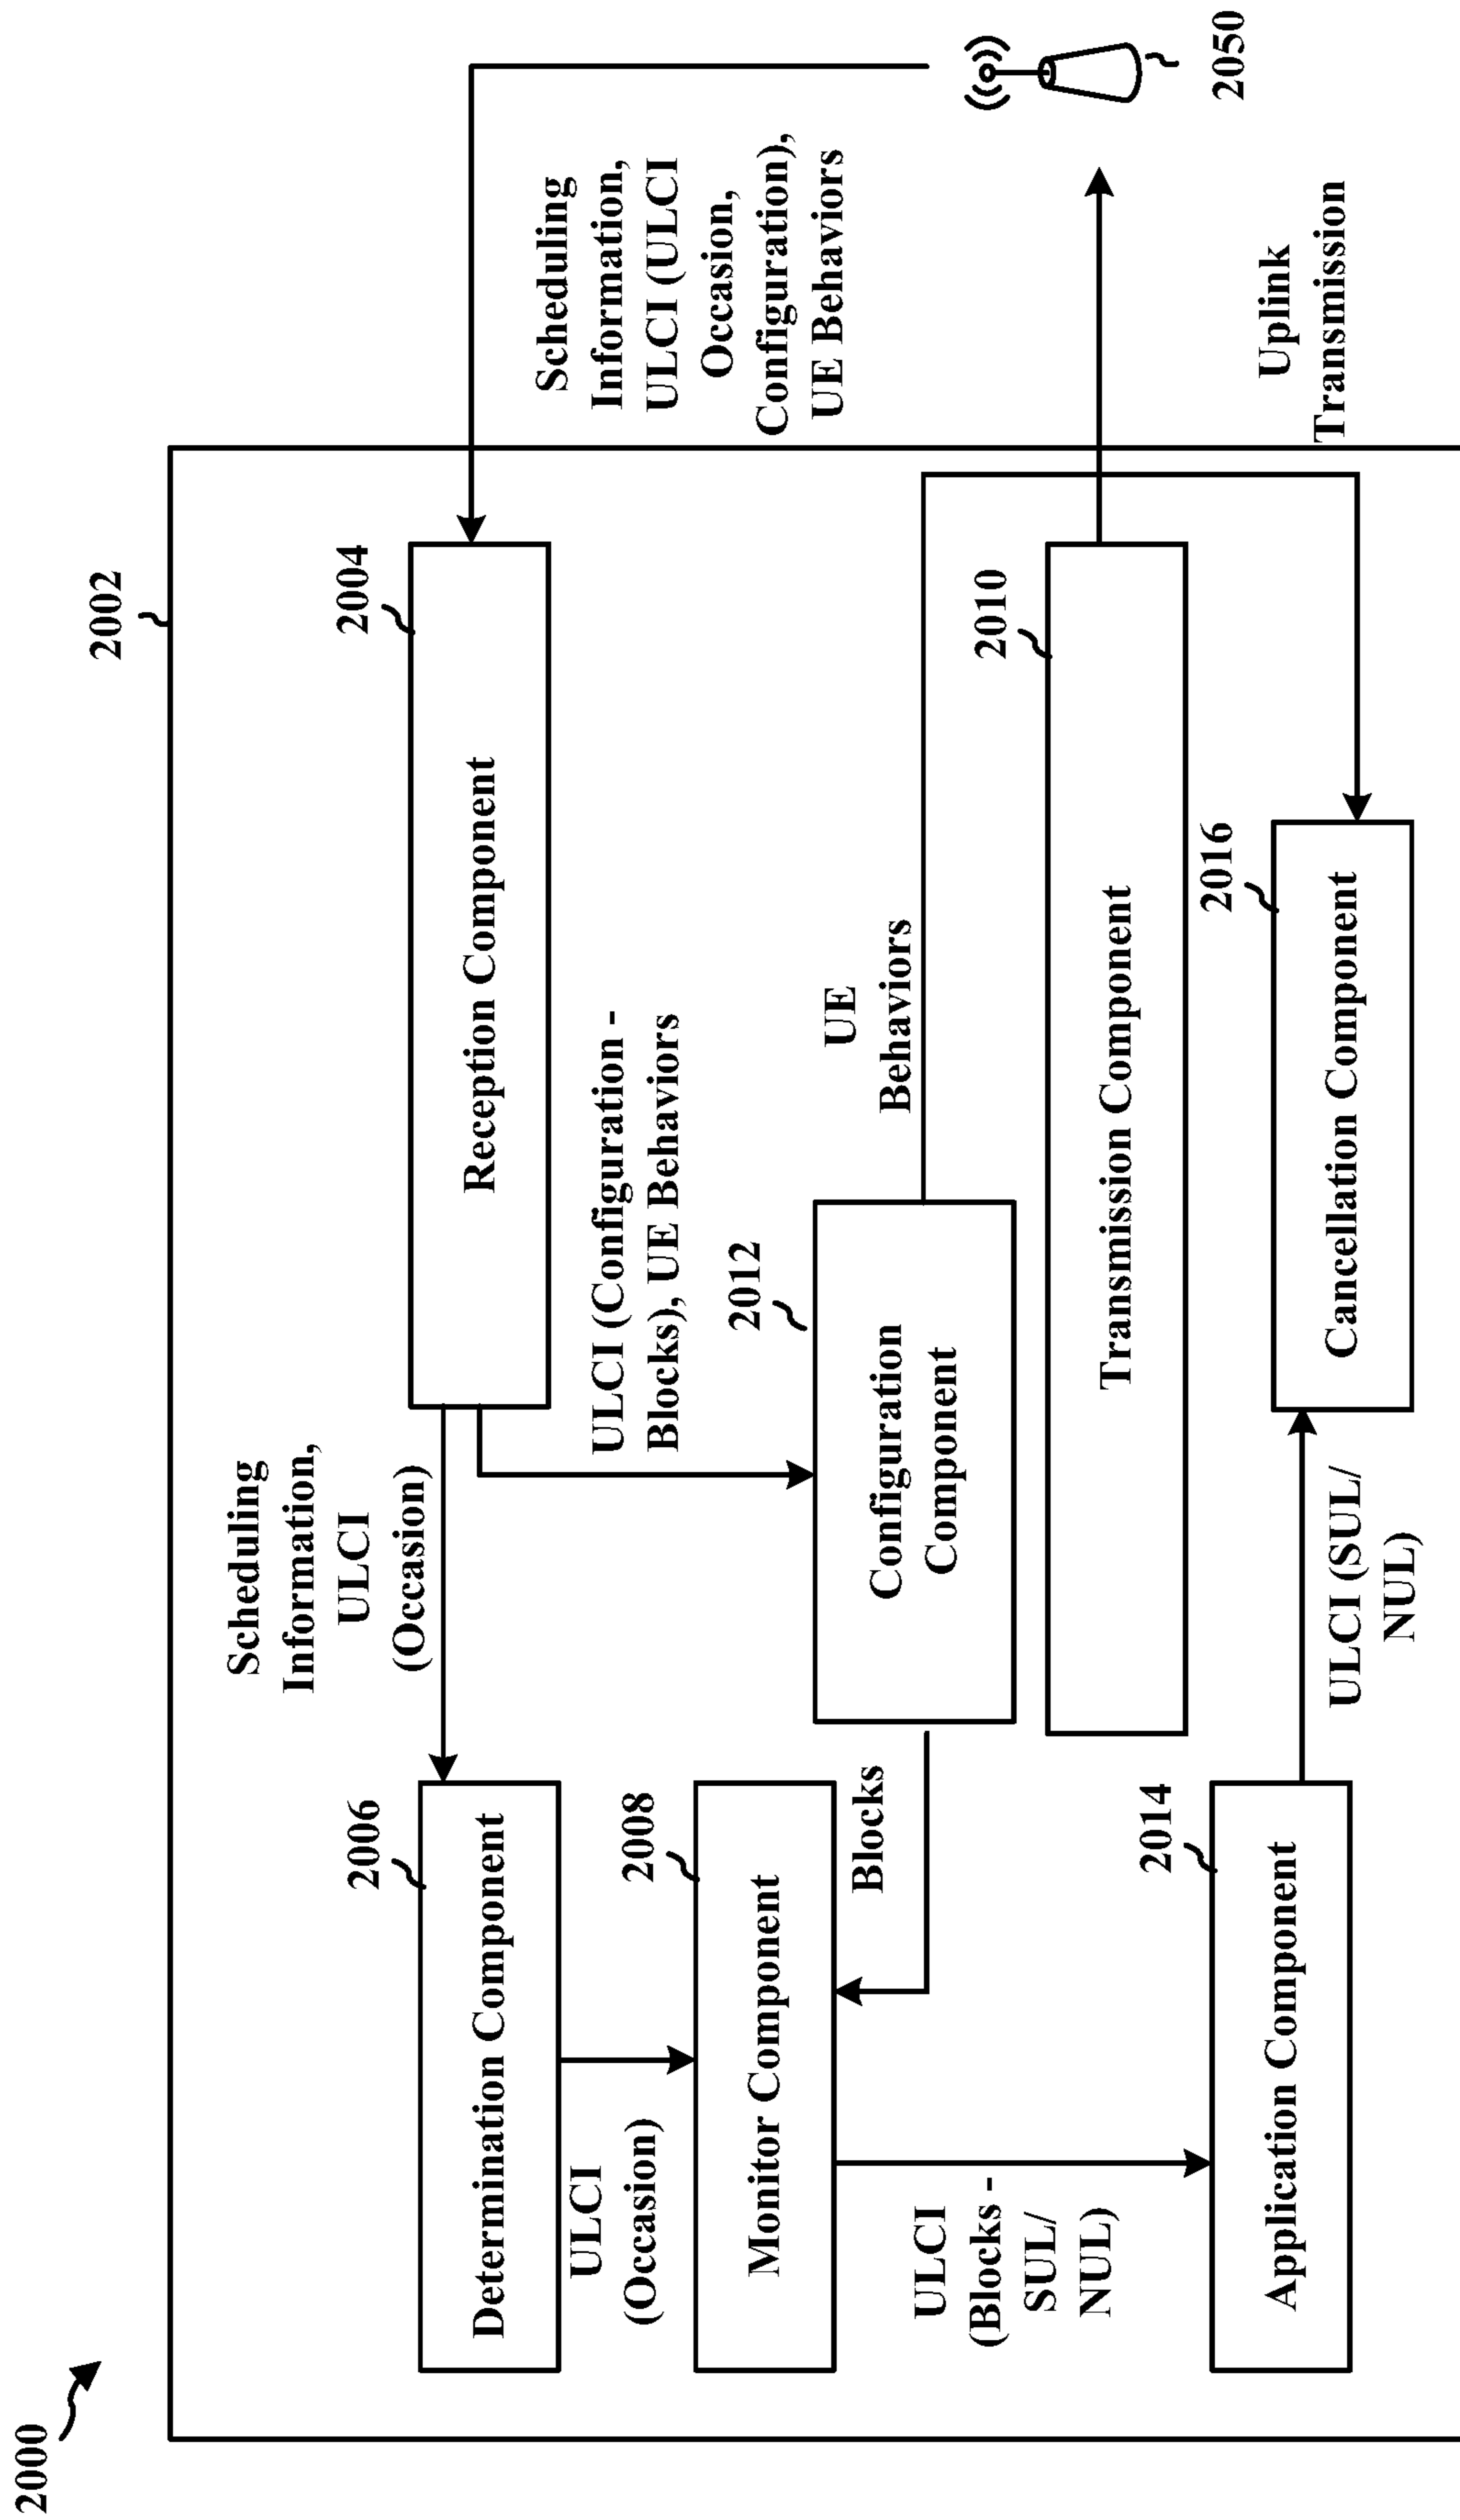 2000
2002
Scheduling
Information,
ULCI
(Occasion)
2006
Determination Component
2004
Reception Component
Scheduling
Information,
ULCI (ULCI
Occasion,
Configuration),
UE Behaviors
ULCI
(Occasion)
2008
Monitor Component
ULCI (Configuration -
Blocks), UE Behaviors
2012
Configuration
Component
Blocks
UE
Behaviors
2010
Transmission Component
2050
Uplink
Transmission
ULCI
(Blocks -
SUL/
NUL)
2014
Application Component
ULCI (SUL/
NUL)
2016
Cancellation Component